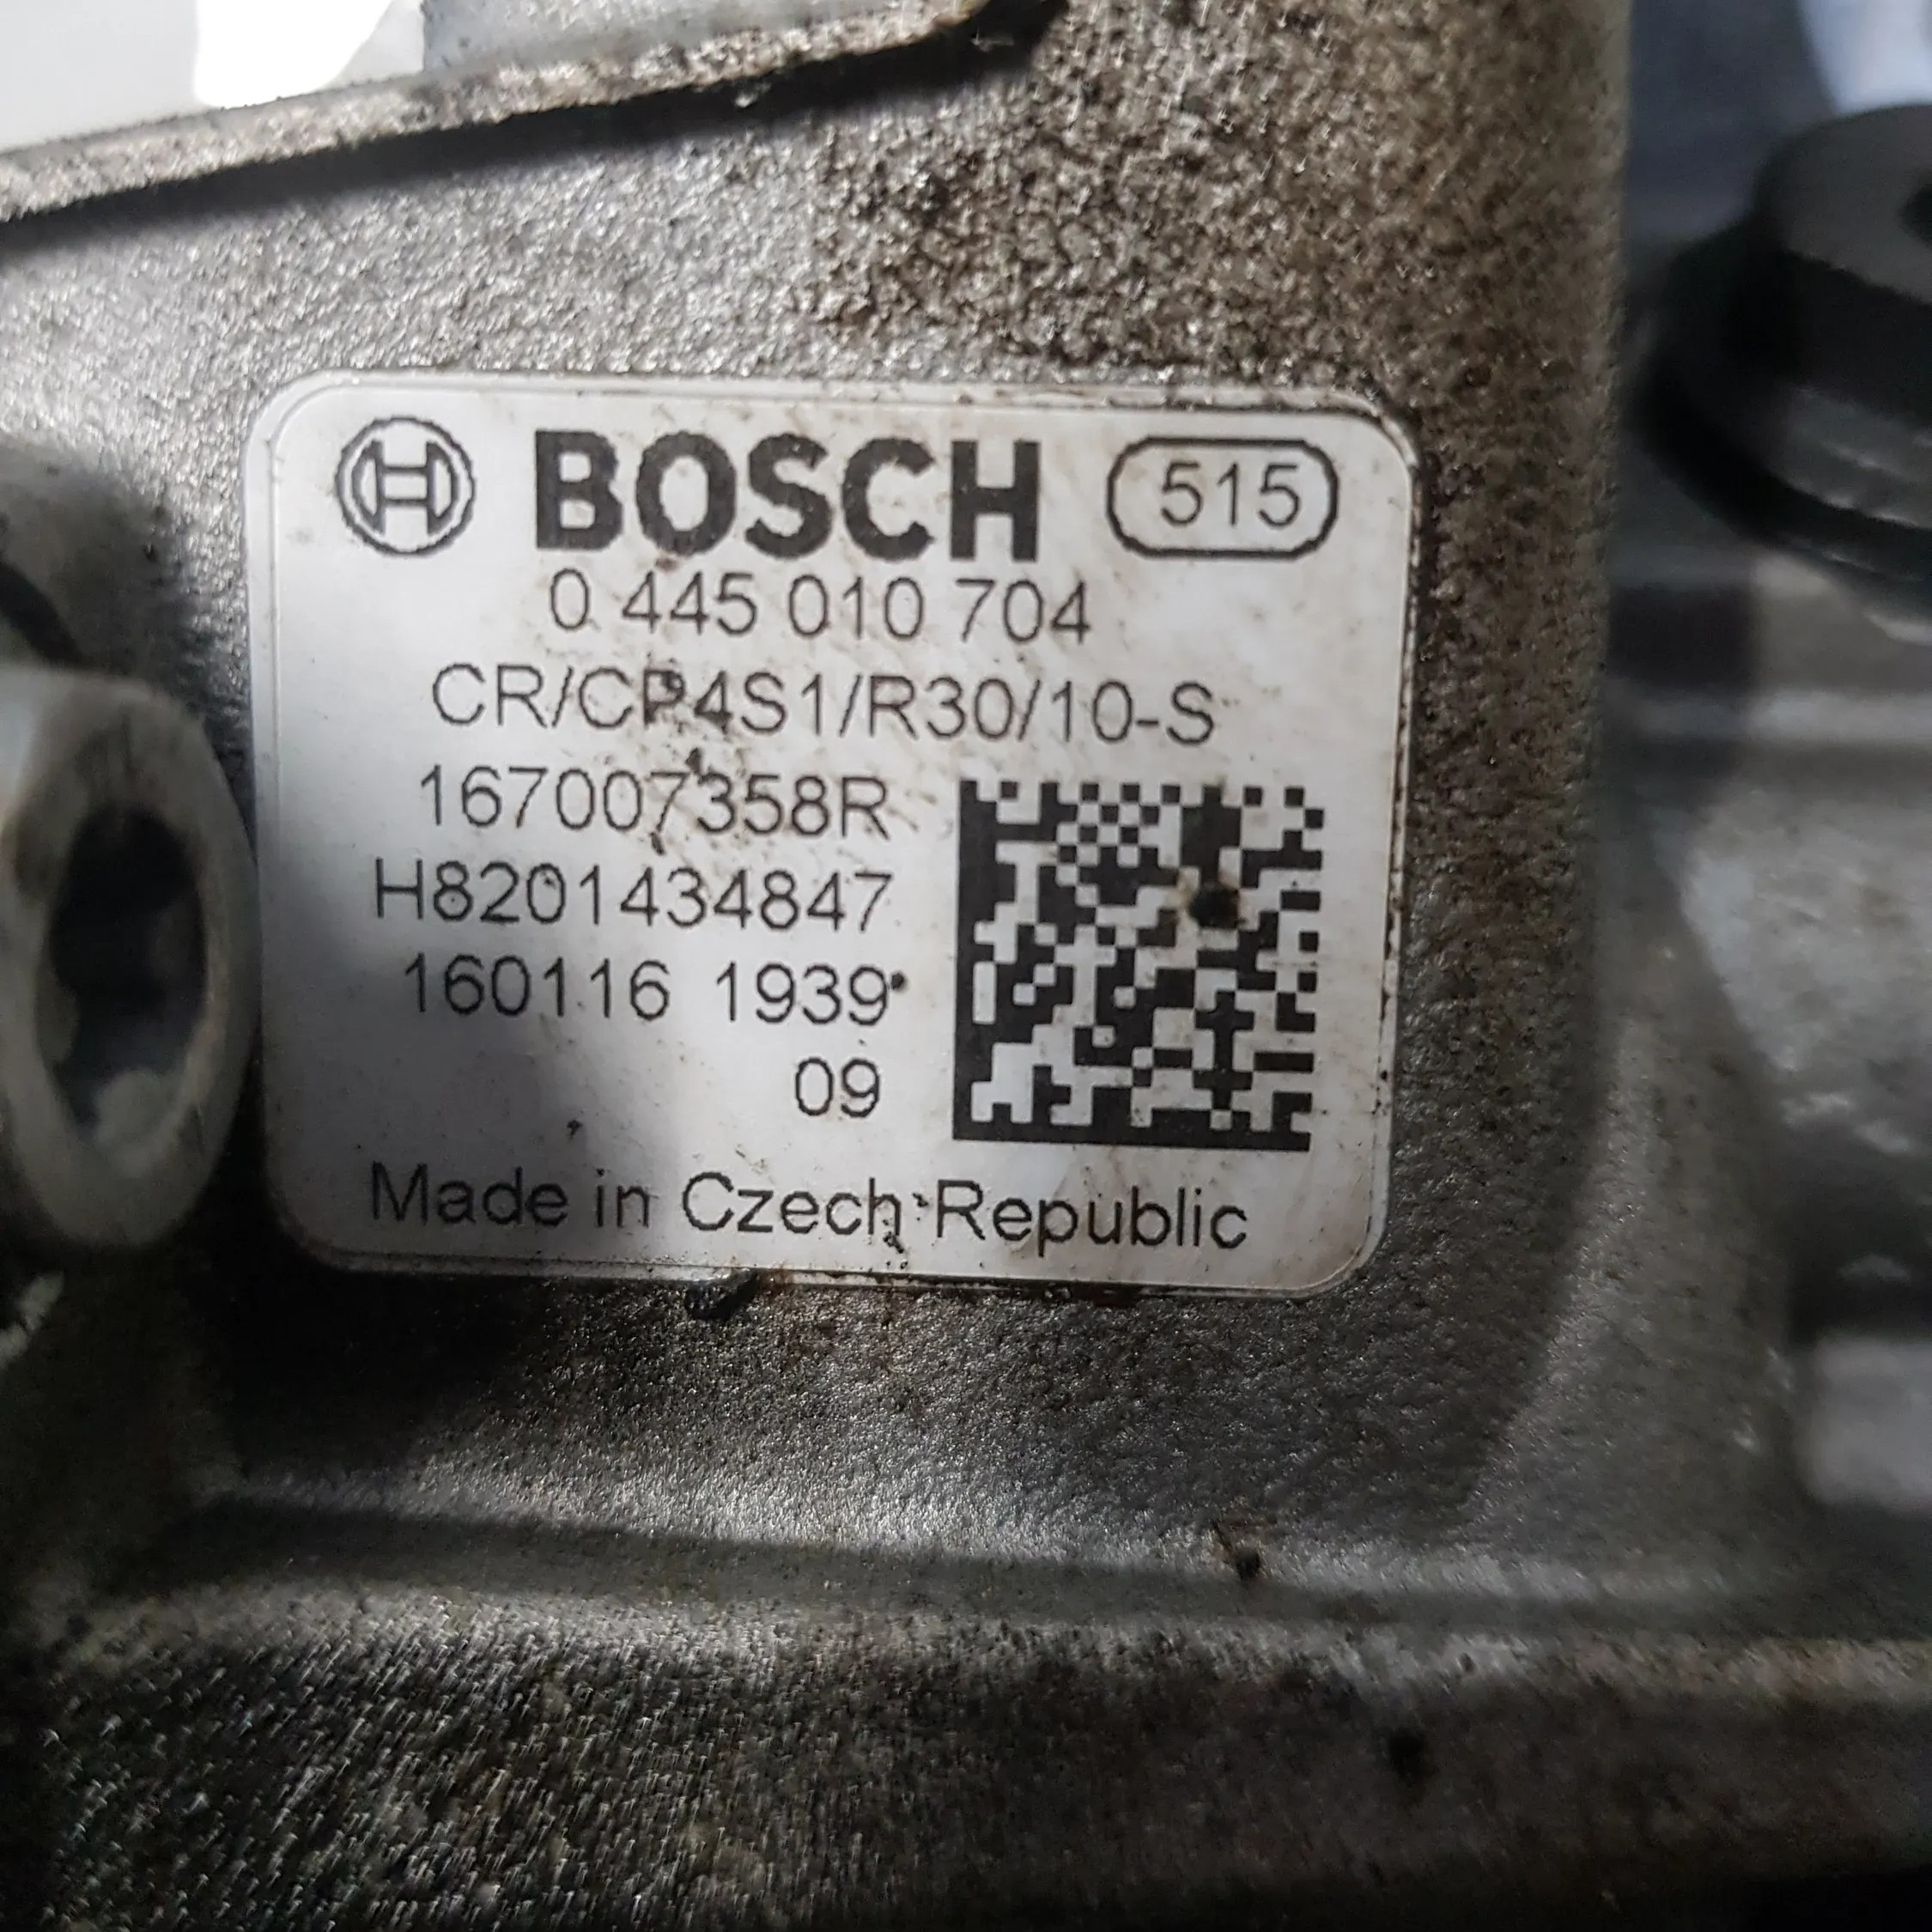 BOSCH 515
0 445 010 704
CR/CP4S1/R30/10-S
167007358R
H8201434847
160116 1939
09
Made in Czech Republic